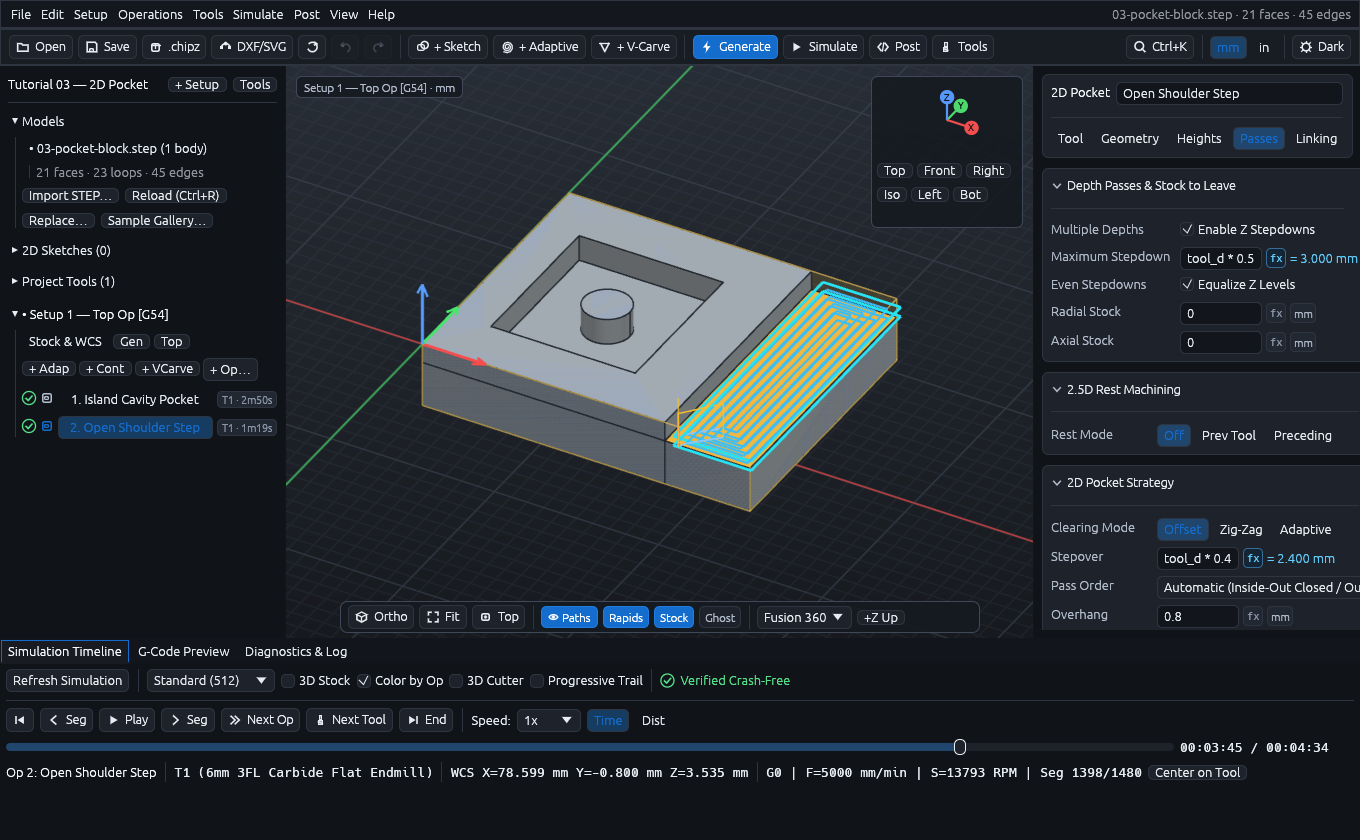 File Edit Setup Operations Tools Simulate Post View Help
03-pocket-block.step · 21 faces · 45 edges
Open Save .chipz DXF/SVG + Sketch + Adaptive + V-Carve Generate Simulate Post Tools Ctrl+K mm in Dark
Tutorial 03 — 2D Pocket + Setup Tools
Models
• 03-pocket-block.step (1 body)
21 faces · 23 loops · 45 edges
Import STEP... Reload (Ctrl+R)
Replace... Sample Gallery...
2D Sketches (0)
Project Tools (1)
• Setup 1 — Top Op [G54]
Stock & WCS Gen Top
+ Adap + Cont + VCarve + Op...
1. Island Cavity Pocket T1 · 2m50s
2. Open Shoulder Step T1 · 1m19s
Setup 1 — Top Op [G54] · mm
Z
Y
X
Top Front Right
Iso Left Bot
Ortho Fit Top Paths Rapids Stock Ghost Fusion 360 +Z Up
2D Pocket Open Shoulder Step
Tool Geometry Heights Passes Linking
Depth Passes & Stock to Leave
Multiple Depths Enable Z Stepdowns
Maximum Stepdown tool_d * 0.5 fx = 3.000 mm
Even Stepdowns Equalize Z Levels
Radial Stock 0 fx mm
Axial Stock 0 fx mm
2.5D Rest Machining
Rest Mode Off Prev Tool Preceding
2D Pocket Strategy
Clearing Mode Offset Zig-Zag Adaptive
Stepover tool_d * 0.4 fx = 2.400 mm
Pass Order Automatic (Inside-Out Closed / Ou
Overhang 0.8 fx mm
Simulation Timeline G-Code Preview Diagnostics & Log
Refresh Simulation Standard (512) 3D Stock Color by Op 3D Cutter Progressive Trail Verified Crash-Free
Seg Play Seg Next Op Next Tool End Speed: 1x Time Dist
00:03:45 / 00:04:34
Op 2: Open Shoulder Step T1 (6mm 3FL Carbide Flat Endmill) WCS X=78.599 mm Y=-0.800 mm Z=3.535 mm G0 | F=5000 mm/min | S=13793 RPM | Seg 1398/1480 Center on Tool